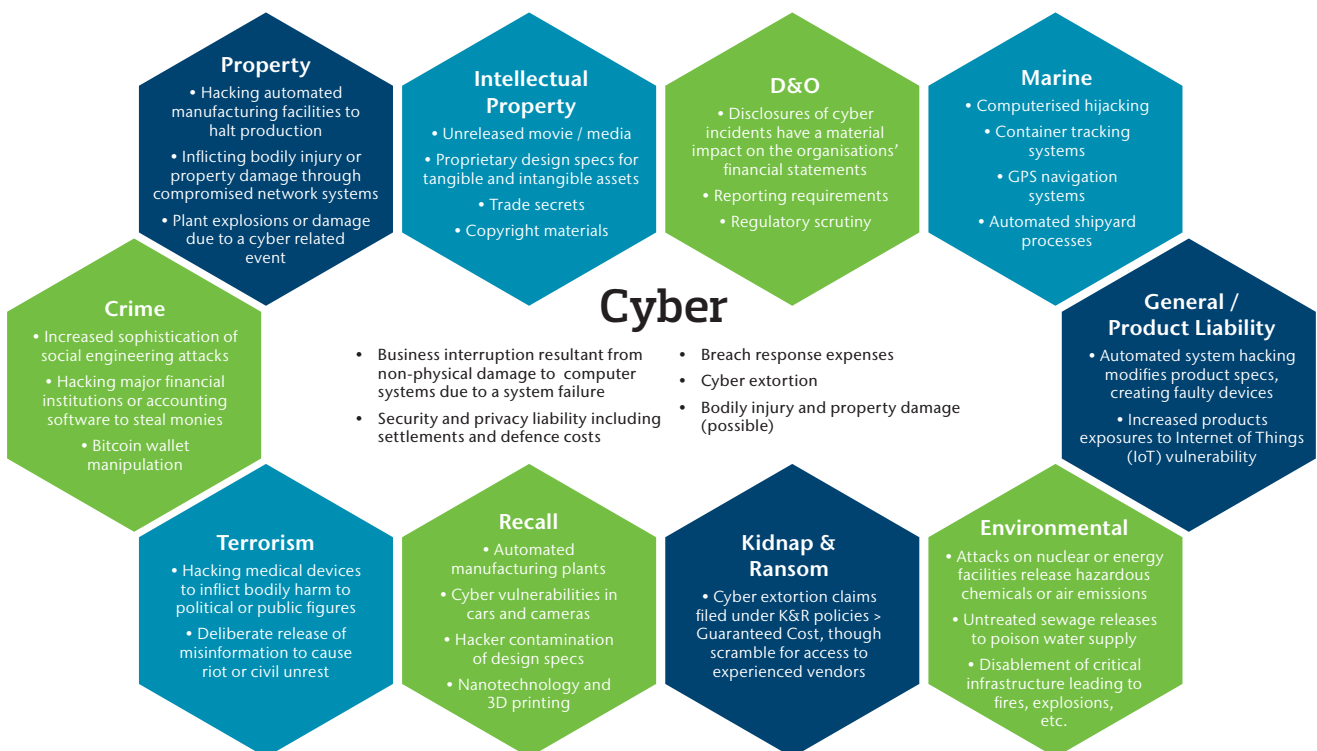 Property
• Hacking automated
manufacturing facilities to
halt production
• Inflicting bodily injury or
property damage through
compromised network systems
• Plant explosions or damage
due to a cyber related
event
Intellectual
Property
• Unreleased movie / media
• Proprietary design specs for
tangible and intangible assets
• Trade secrets
• Copyright materials
D&O
• Disclosures of cyber
incidents have a material
impact on the organisations’
financial statements
• Reporting requirements
• Regulatory scrutiny
Marine
• Computerised hijacking
• Container tracking
systems
• GPS navigation
systems
• Automated shipyard
processes
Crime
• Increased sophistication of
social engineering attacks
• Hacking major financial
institutions or accounting
software to steal monies
• Bitcoin wallet
manipulation
Cyber
• Business interruption resultant from
non-physical damage to computer
systems due to a system failure
• Security and privacy liability including
settlements and defence costs
• Breach response expenses
• Cyber extortion
• Bodily injury and property damage
(possible)
General /
Product Liability
• Automated system hacking
modifies product specs,
creating faulty devices
• Increased products
exposures to Internet of Things
(IoT) vulnerability
Terrorism
• Hacking medical devices
to inflict bodily harm to
political or public figures
• Deliberate release of
misinformation to cause
riot or civil unrest
Recall
• Automated
manufacturing plants
• Cyber vulnerabilities in
cars and cameras
• Hacker contamination
of design specs
• Nanotechnology and
3D printing
Kidnap &
Ransom
• Cyber extortion claims
filed under K&R policies >
Guaranteed Cost, though
scramble for access to
experienced vendors
Environmental
• Attacks on nuclear or energy
facilities release hazardous
chemicals or air emissions
• Untreated sewage releases
to poison water supply
• Disablement of critical
infrastructure leading to
fires, explosions,
etc.